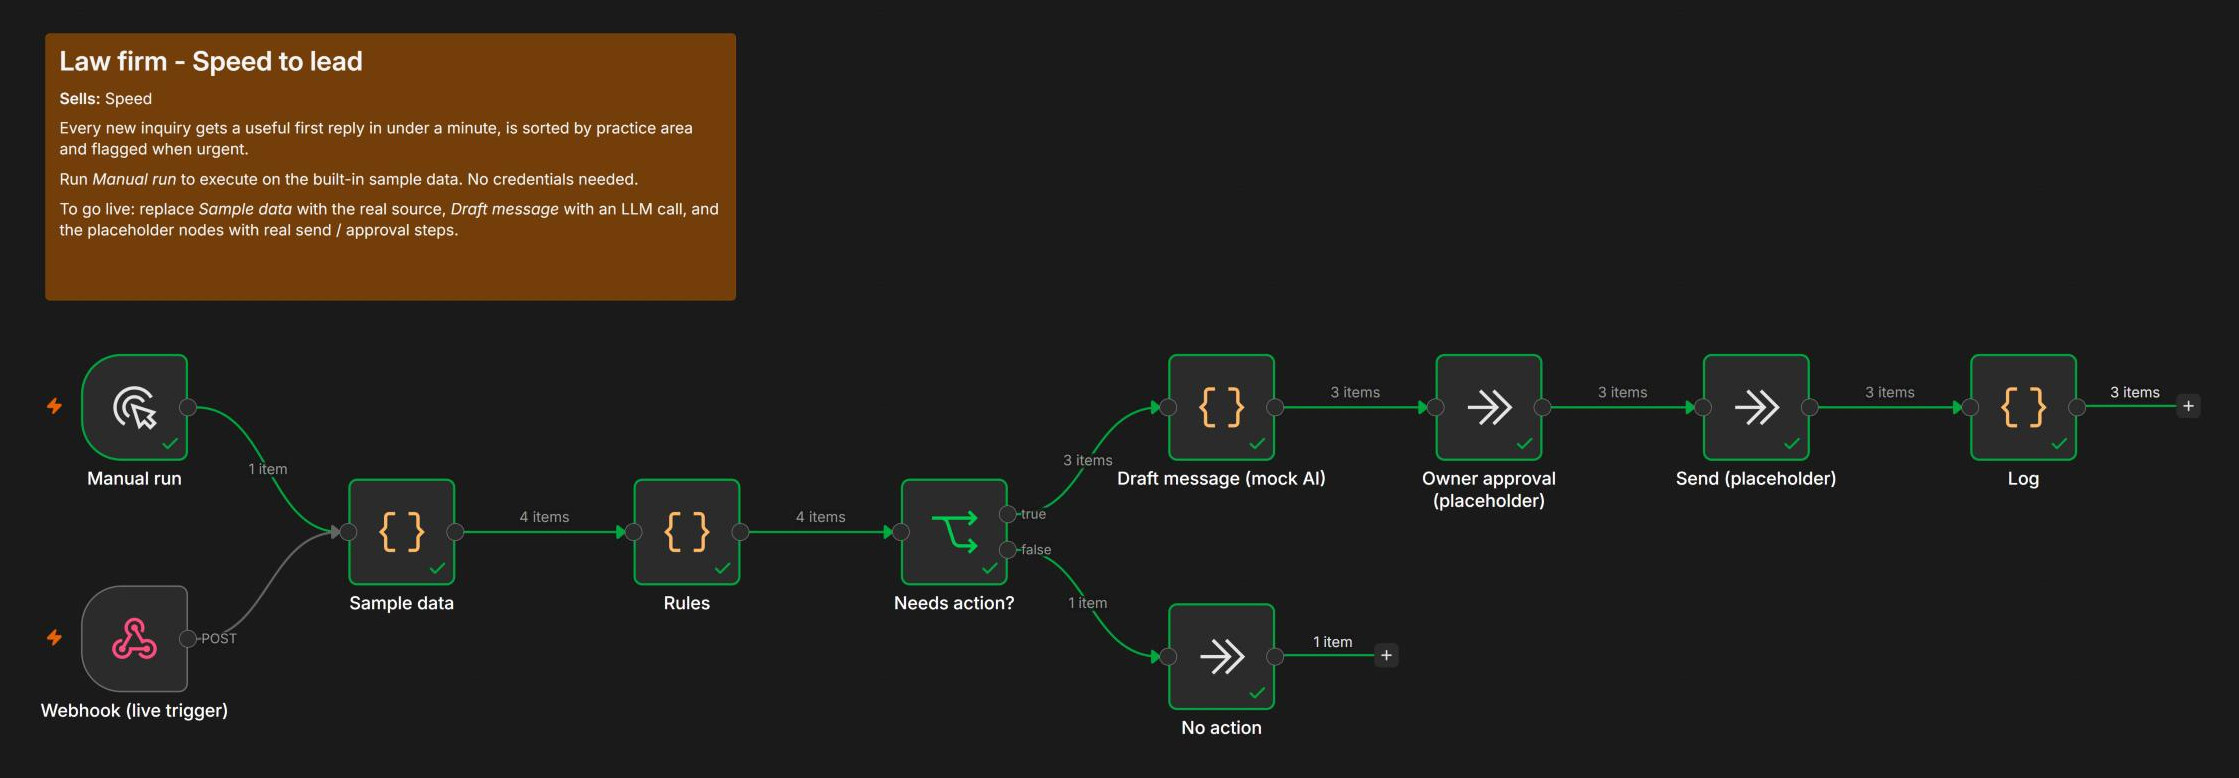 Law firm - Speed to lead
Sells: Speed
Every new inquiry gets a useful first reply in under a minute, is sorted by practice area
and flagged when urgent.
Run Manual run to execute on the built-in sample data. No credentials needed.
To go live: replace Sample data with the real source, Draft message with an LLM call, and
the placeholder nodes with real send / approval steps.
Manual run
1 item
Webhook (live trigger)
POST
Sample data
4 items
Rules
4 items
Needs action?
true
false
3 items
1 item
Draft message (mock AI)
3 items
Owner approval
(placeholder)
3 items
Send (placeholder)
3 items
Log
3 items
No action
1 item